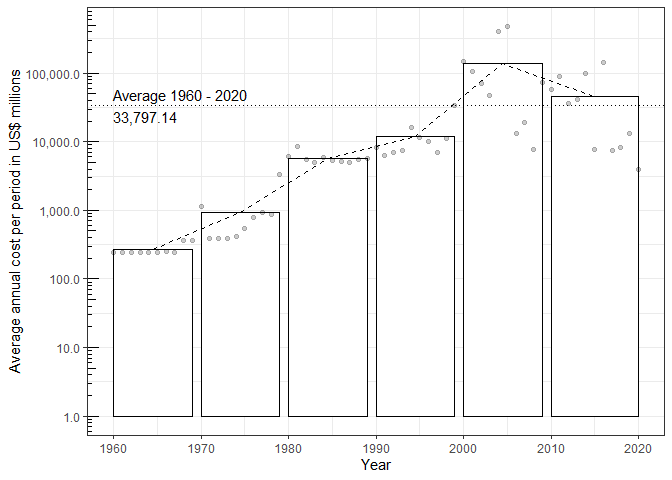 Average annual cost per period in US$ millions
100,000.0
10,000.0
1,000.0
100.0
10.0
1.0
Average 1960 - 2020
33,797.14
1960 1970 1980 1990 2000 2010 2020
Year